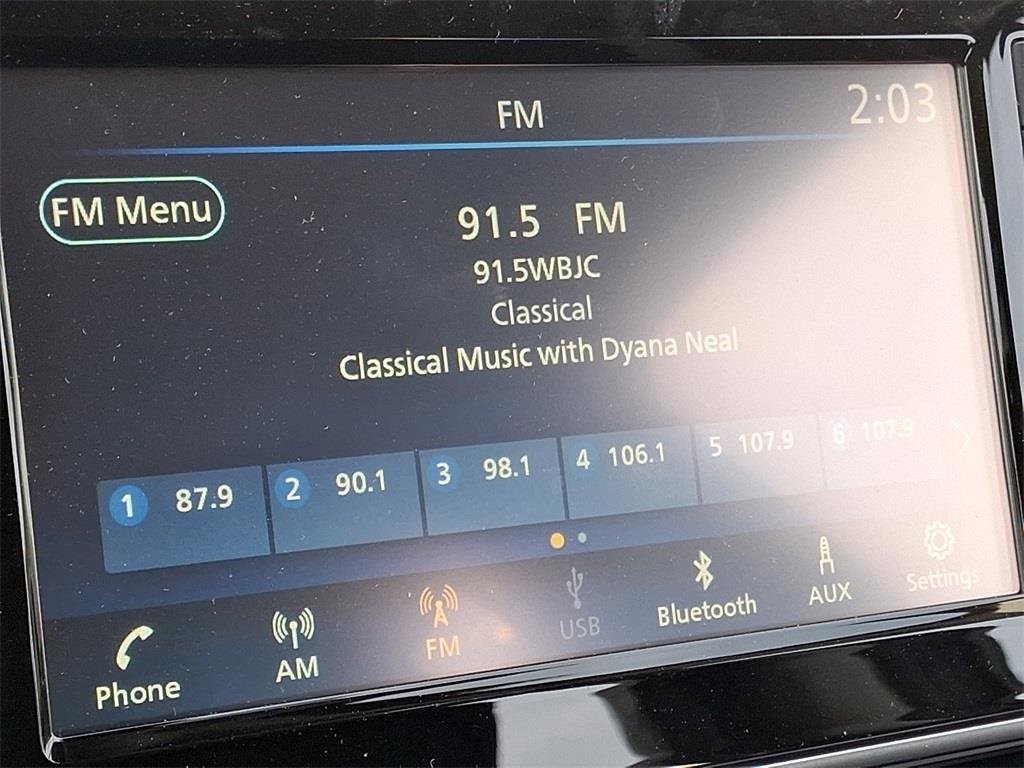 FM
2:03
FM Menu
91.5 FM
91.5WBJC
Classical
Classical Music with Dyana Neal
1 87.9 2 90.1 3 98.1 4 106.1 5 107.9 6 107.9
Phone AM FM USB Bluetooth AUX Settings